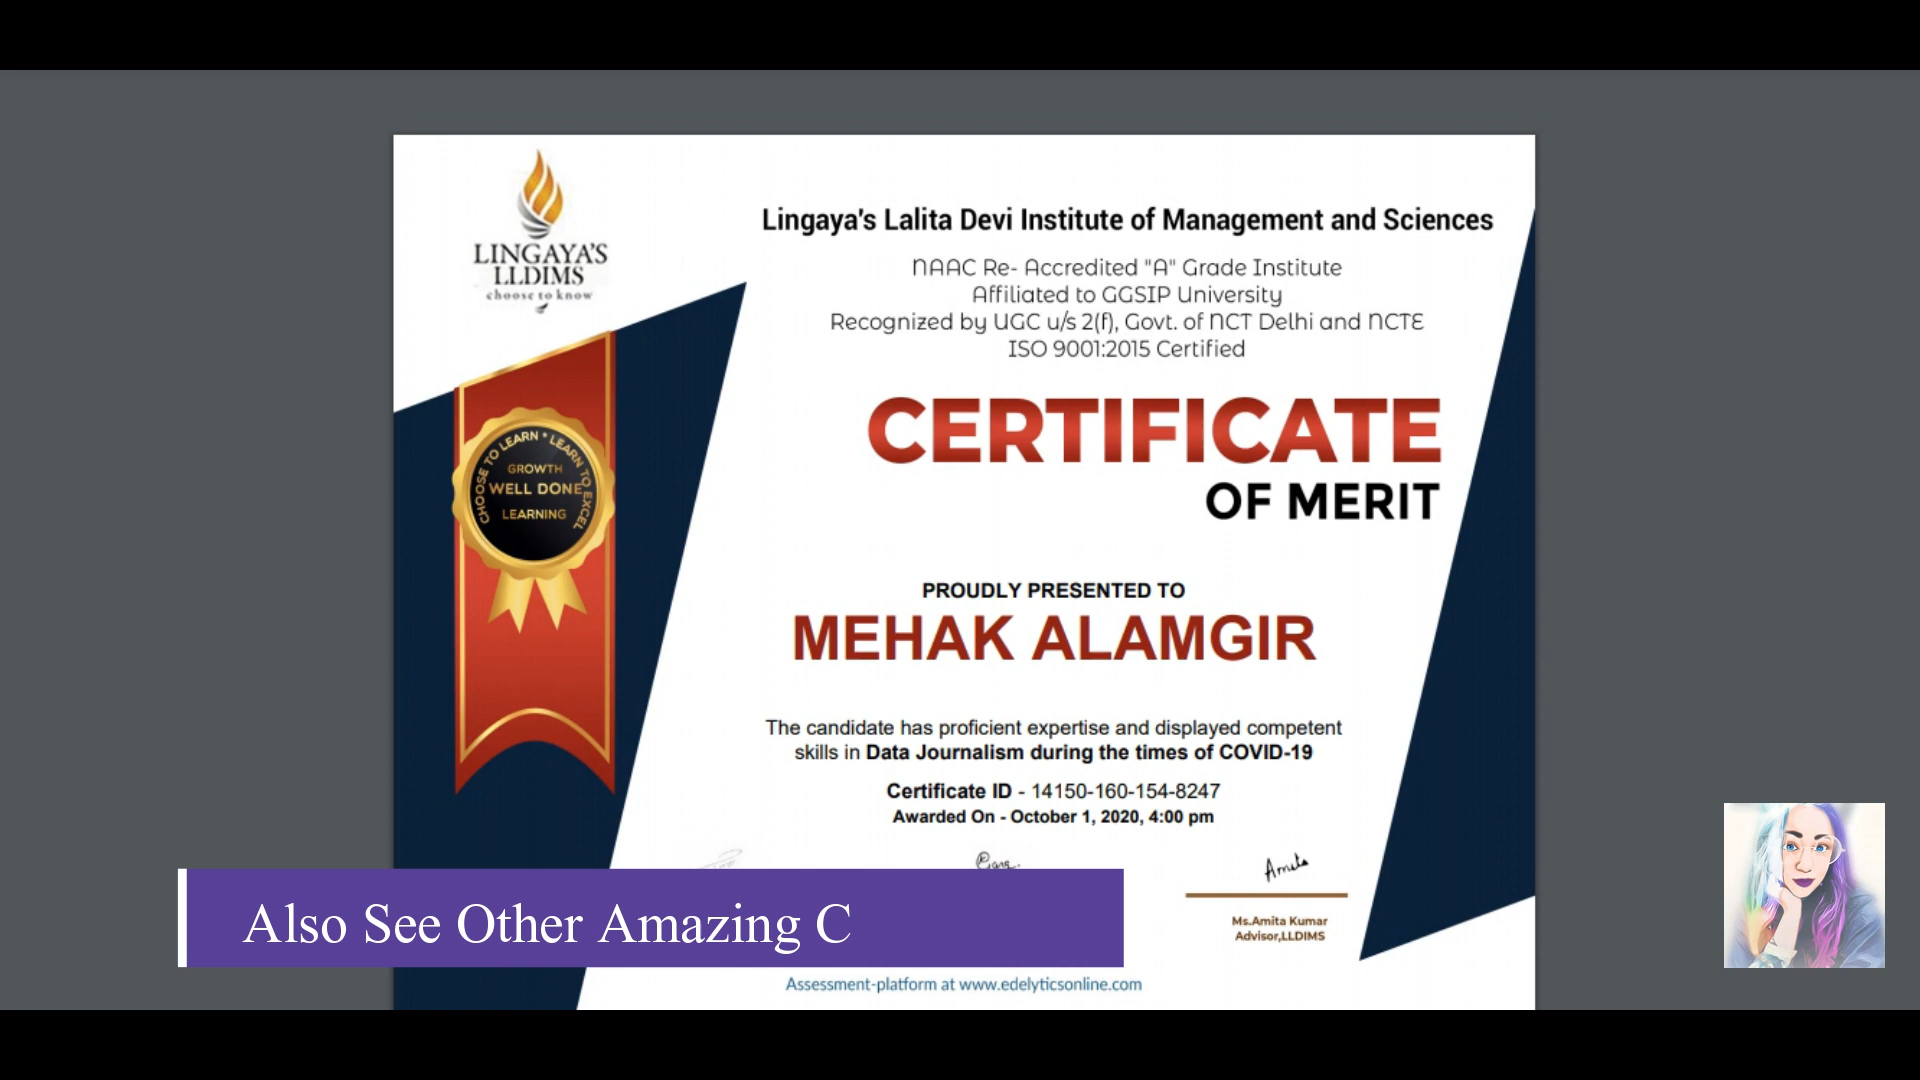 LINGAYA'S
LLDIMS
choose to know
Lingaya's Lalita Devi Institute of Management and Sciences
NAAC Re- Accredited "A" Grade Institute
Affiliated to GGSIP University
Recognized by UGC u/s 2(f), Govt. of NCT Delhi and NCTE
ISO 9001:2015 Certified
CERTIFICATE
OF MERIT
CHOOSE TO LEARN * LEARN TO EXCEL
GROWTH
WELL DONE
LEARNING
PROUDLY PRESENTED TO
MEHAK ALAMGIR
The candidate has proficient expertise and displayed competent
skills in Data Journalism during the times of COVID-19
Certificate ID - 14150-160-154-8247
Awarded On - October 1, 2020, 4:00 pm
Amita
Ms.Amita Kumar
Advisor,LLDIMS
Also See Other Amazing C
Assessment-platform at www.edelyticsonline.com